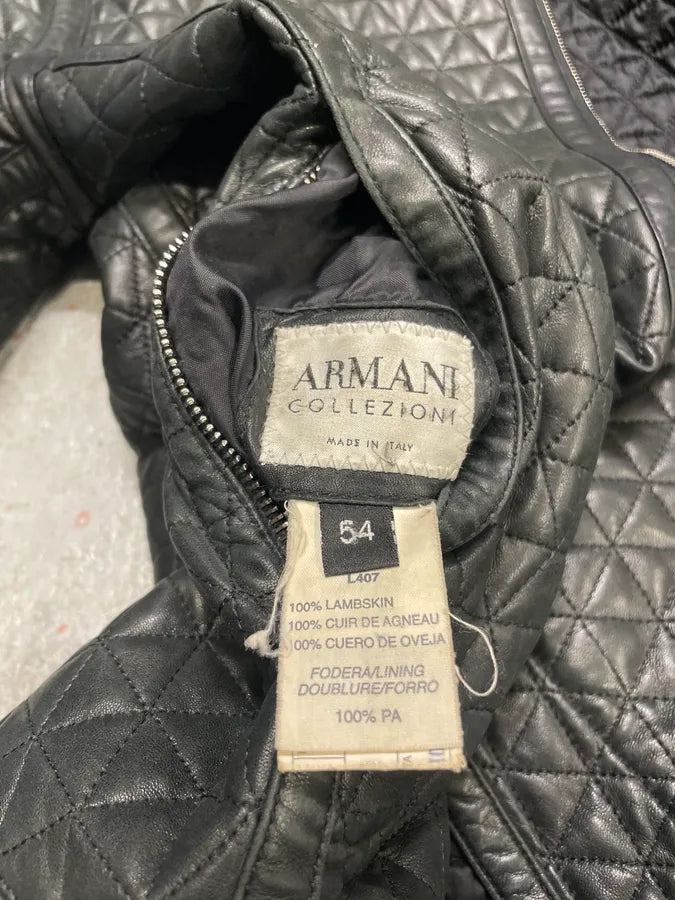 ARMANI
COLLEZIONI
MADE IN ITALY
54
L407
100% LAMBSKIN
100% CUIR DE AGNEAU
100% CUERO DE OVEJA
FODERA/LINING
DOUBLURE/FORRO
100% PA